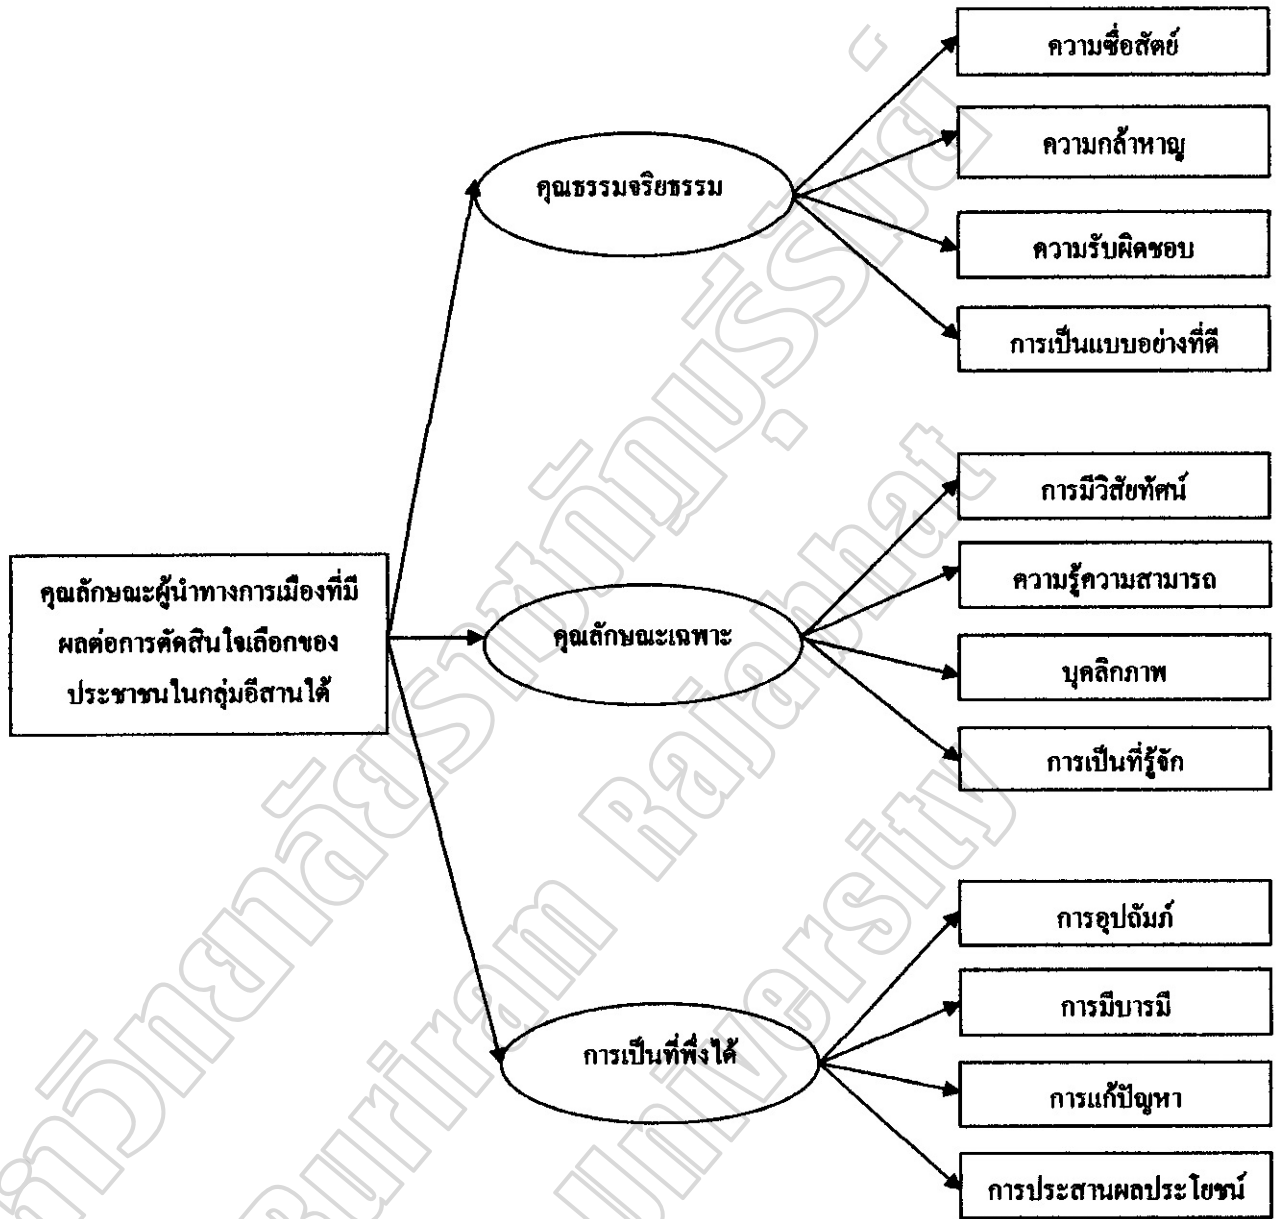 คุณลักษณะผู้นำทางการเมืองที่มี
ผลต่อการตัดสินใจเลือกของ
ประชาชนในกลุ่มอีสานใต้
คุณธรรมจริยธรรม
ความซื่อสัตย์
ความกล้าหาญ
ความรับผิดชอบ
การเป็นแบบอย่างที่ดี
คุณลักษณะเฉพาะ
การมีวิสัยทัศน์
ความรู้ความสามารถ
บุคลิกภาพ
การเป็นที่รู้จัก
การเป็นที่พึ่งได้
การอุปถัมภ์
การมีบารมี
การแก้ปัญหา
การประสานผลประโยชน์
Buriram Rajabhat
University